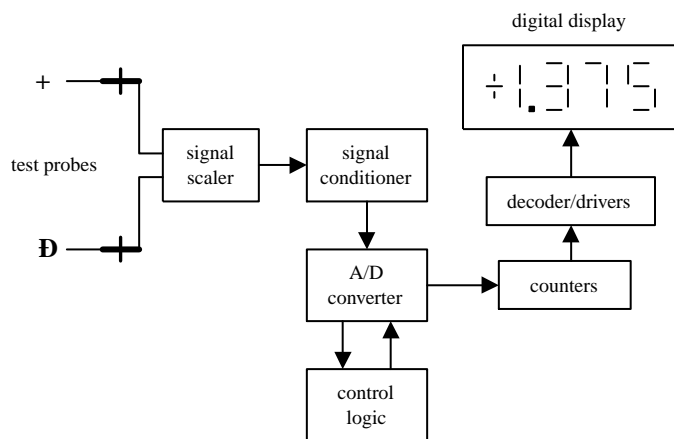 digital display
÷1.375
+
test probes
Đ
signal
scaler
signal
conditioner
decoder/drivers
A/D
converter
counters
control
logic